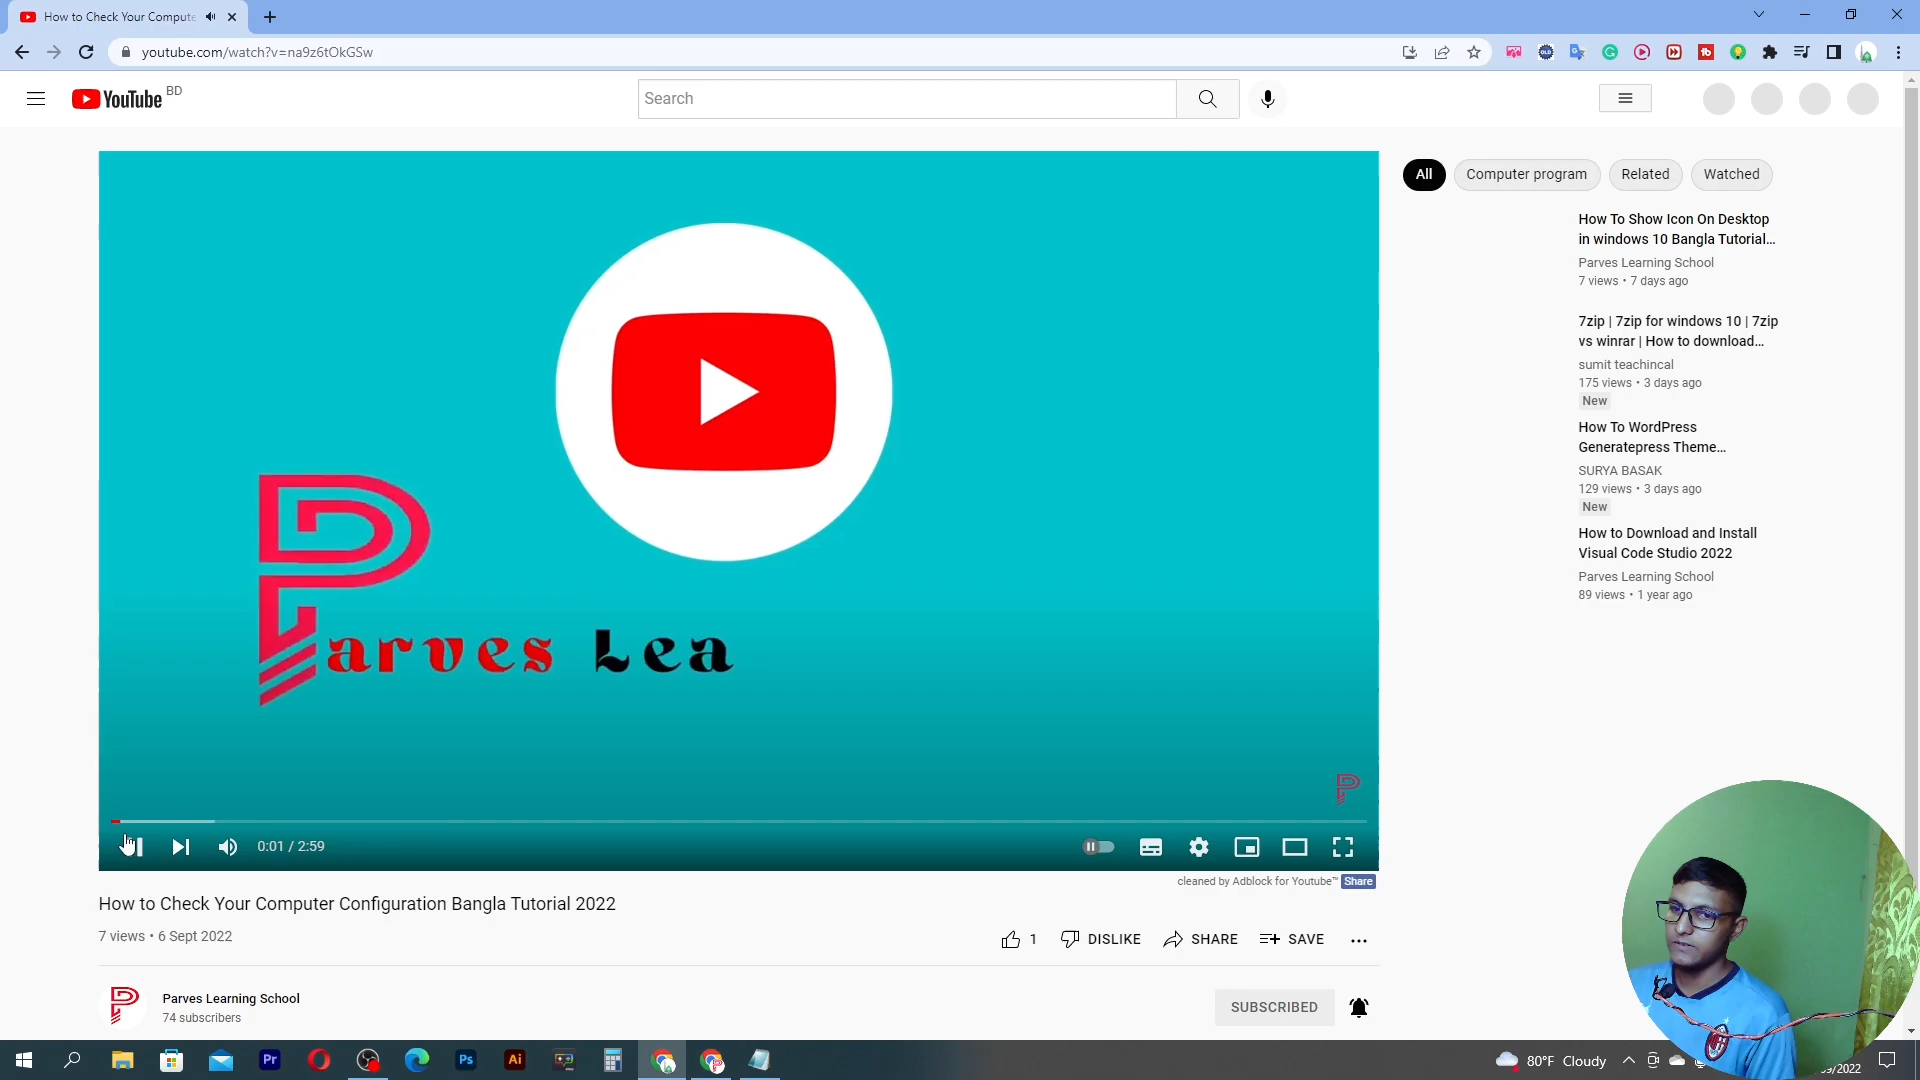 How to Check Your Compute
youtube.com/watch?v=na9z6tOkGSw
YouTube BD
Search
All
Computer program
Related
Watched
How To Show Icon On Desktop
in windows 10 Bangla Tutorial...
Parves Learning School
7 views • 7 days ago
7zip | 7zip for windows 10 | 7zip
vs winrar | How to download...
sumit teachincal
175 views • 3 days ago
New
How To WordPress
Generatepress Theme...
SURYA BASAK
129 views • 3 days ago
New
How to Download and Install
Visual Code Studio 2022
Parves Learning School
89 views • 1 year ago
Parves Lea
0:01 / 2:59
cleaned by Adblock for Youtube™ Share
How to Check Your Computer Configuration Bangla Tutorial 2022
7 views • 6 Sept 2022
1
DISLIKE
SHARE
SAVE
Parves Learning School
74 subscribers
SUBSCRIBED
Pr
Ps
Ai
80°F Cloudy